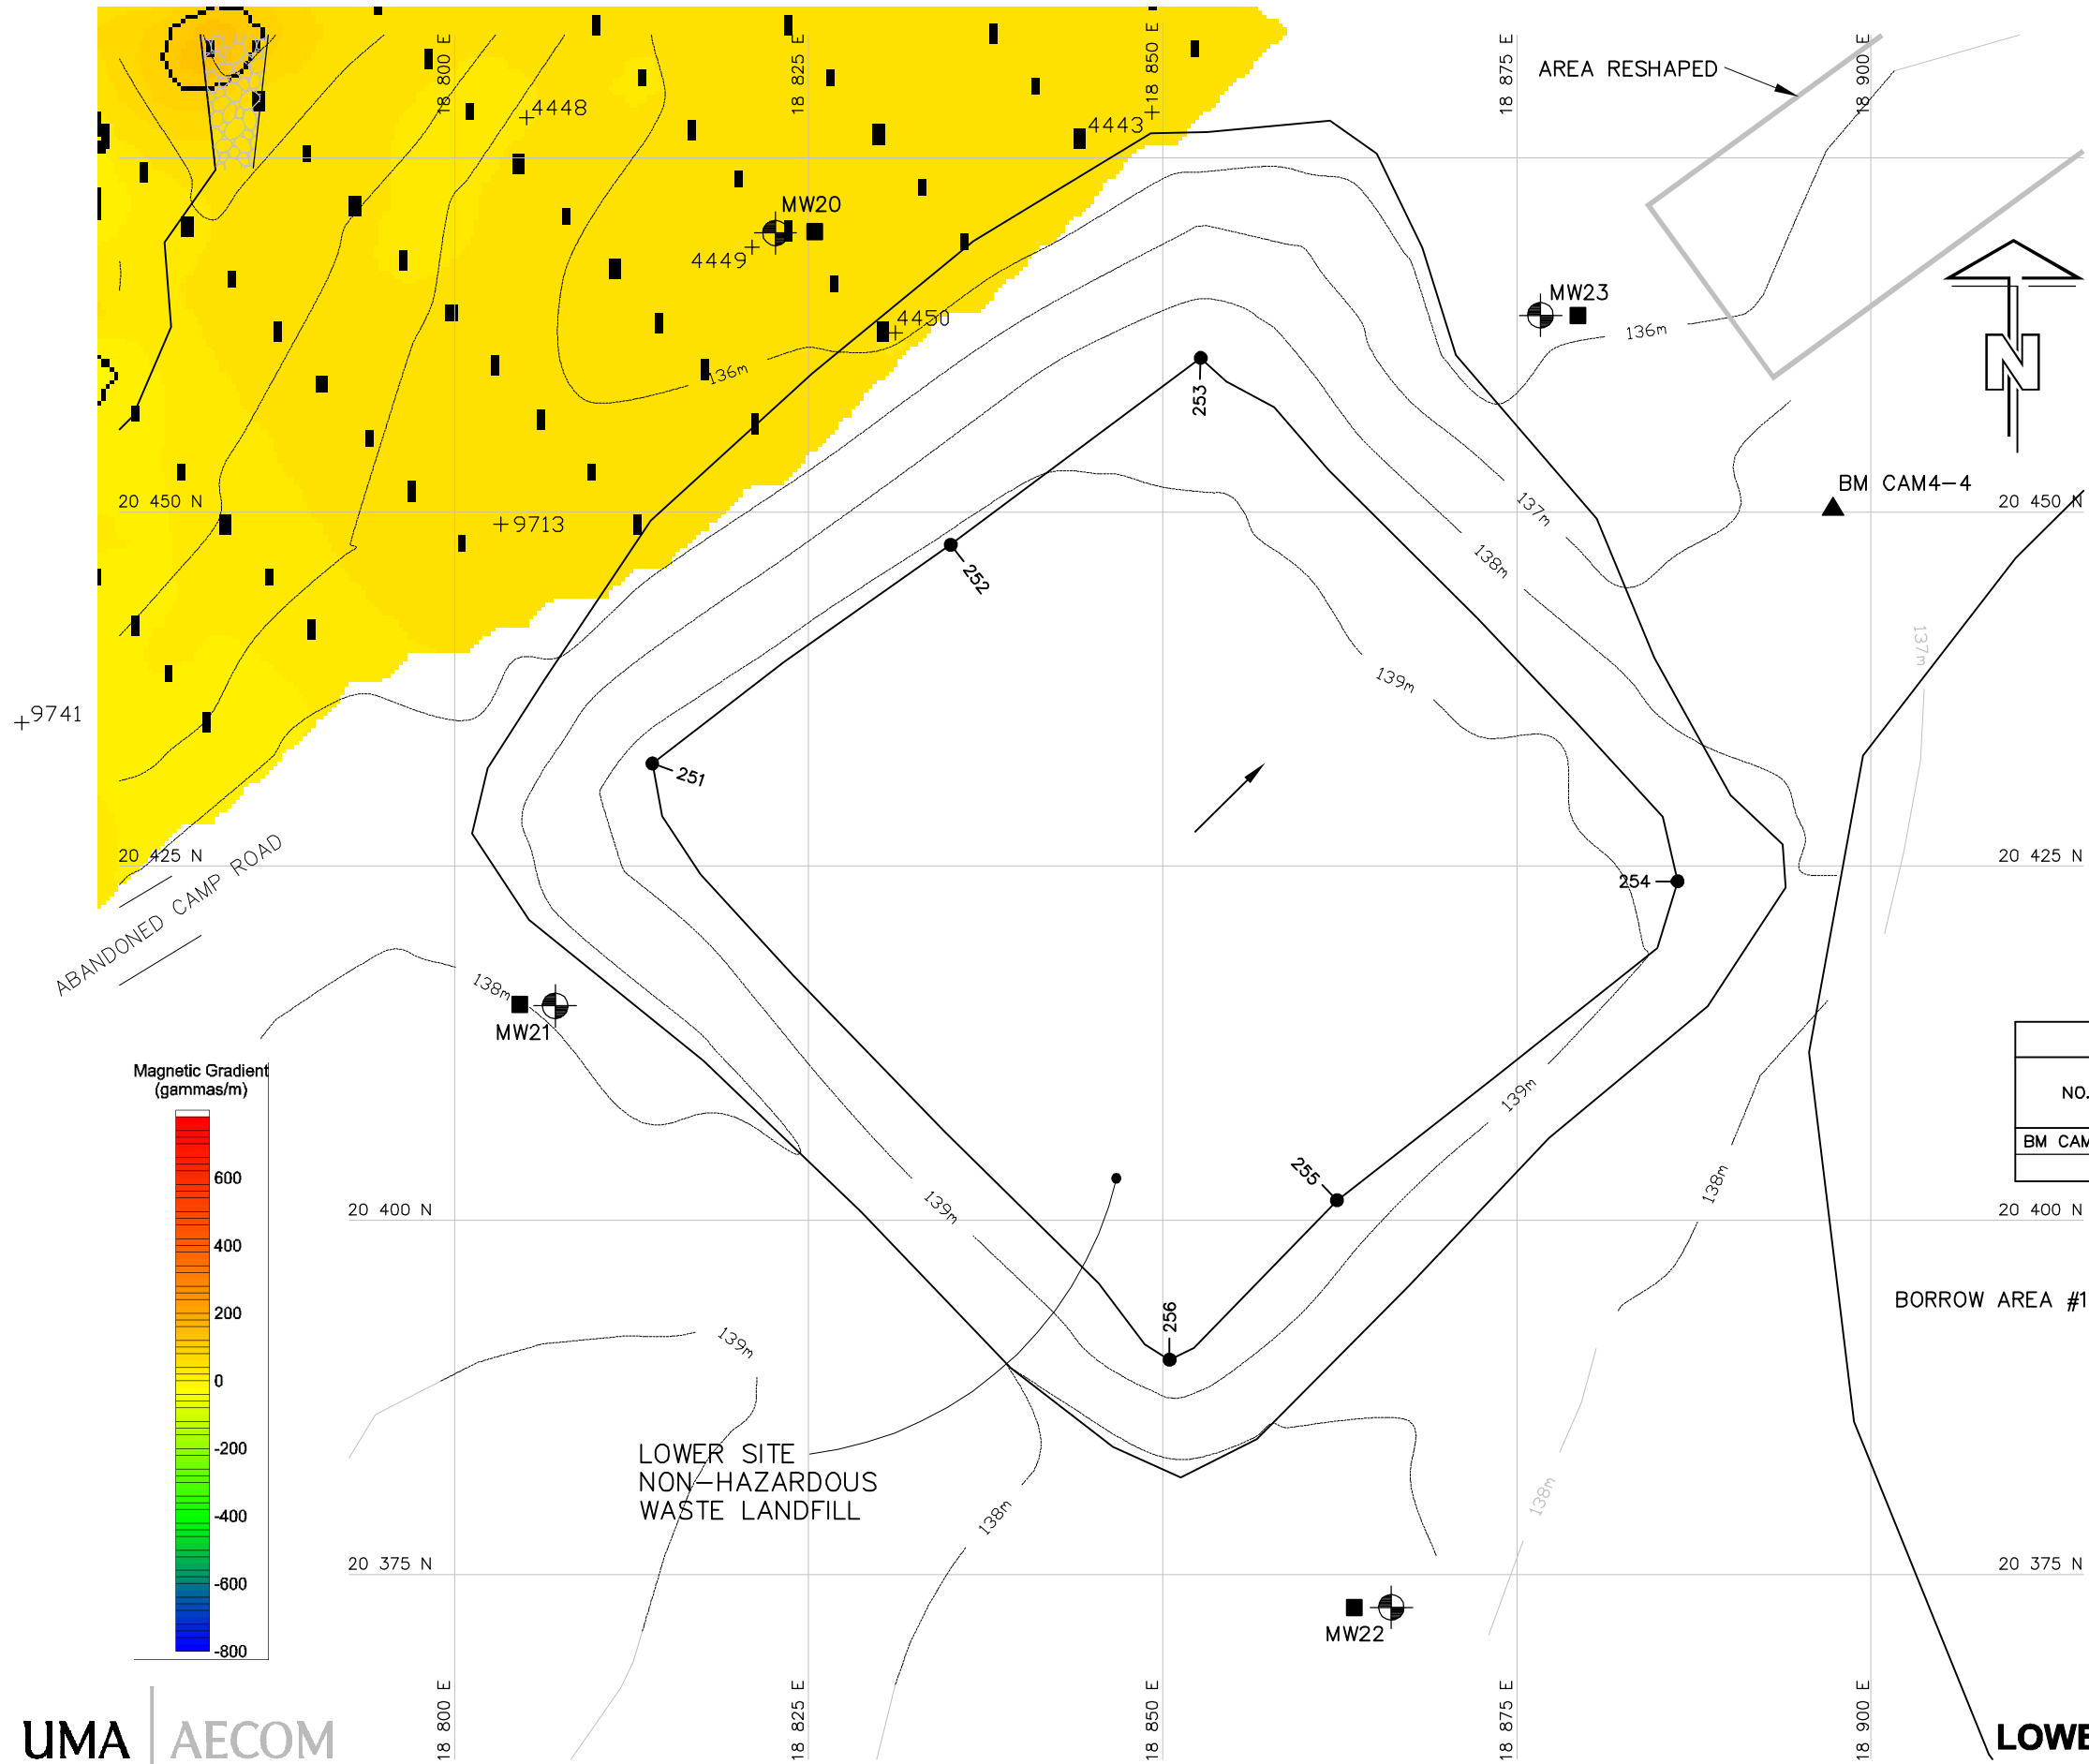 18 800 E
18 825 E
18 850 E
18 875 E
18 900 E
AREA RESHAPED
4448
4443
MW20
4449
4450
MW23
136m
136m
253
BM CAM4-4
20 450 N
20 450 N
9713
137m
138m
252
137m
139m
9741
251
20 425 N
20 425 N
ABANDONED CAMP ROAD
254
138m
MW21
Magnetic Gradient
(gammas/m)
600
400
200
0
-200
-400
-600
-800
139m
NO.
BM CAM
255
138m
139m
20 400 N
20 400 N
BORROW AREA #1
256
139m
LOWER SITE
NON-HAZARDOUS
WASTE LANDFILL
138m
138m
20 375 N
20 375 N
MW22
18 800 E
18 825 E
18 850 E
18 875 E
18 900 E
N
UMA | AECOM
LOWE